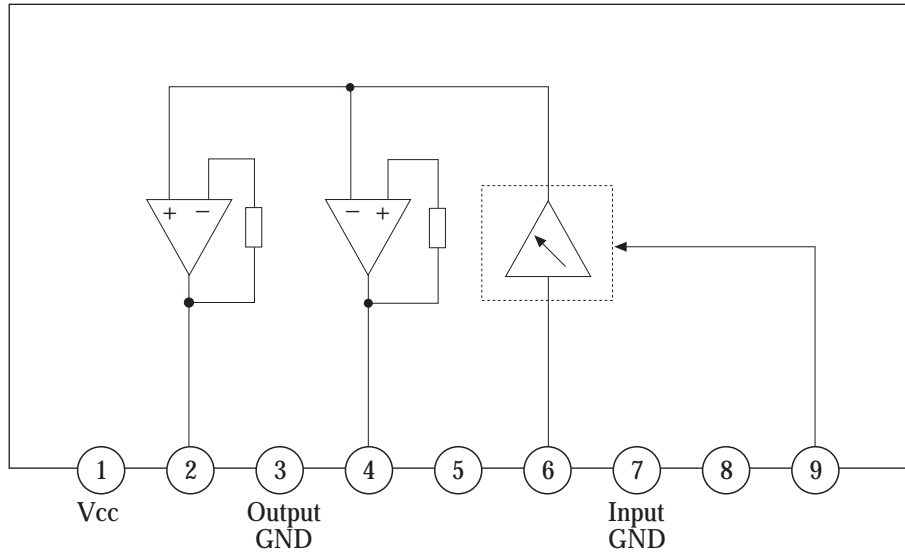 + −
− +
1 2 3 4 5 6 7 8 9
Vcc
Output
GND
Input
GND